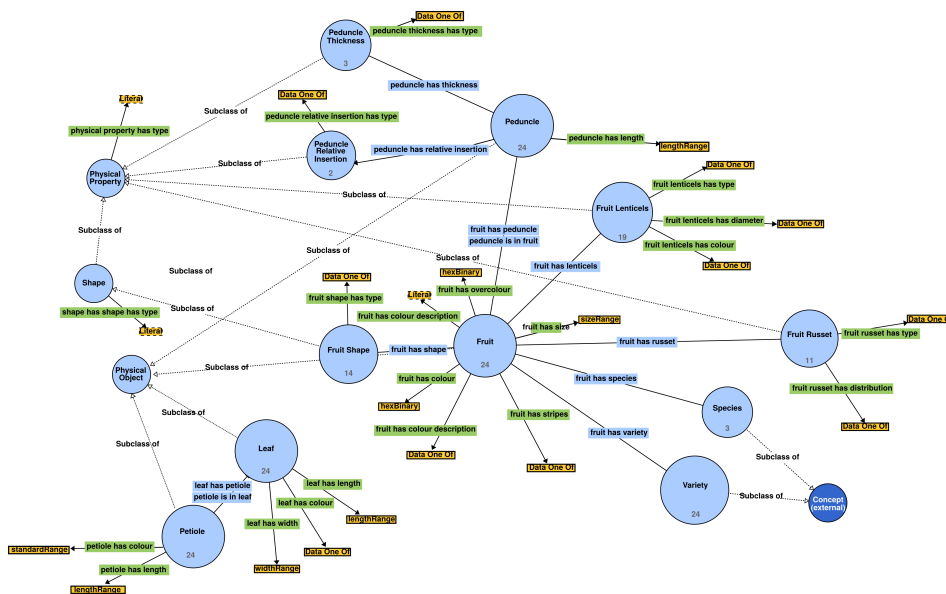 Data One Of
peduncle thickness has type
Peduncle
Thickness
3
peduncle has thickness
Data One Of
Literal
Subclass of
peduncle relative insertion has type
physical property has type
Peduncle
24
peduncle has length
lengthRange
Peduncle
Relative
Insertion
2
peduncle has relative insertion
Subclass of
Physical
Property
Data One Of
fruit lenticels has type
Subclass of
Fruit Lenticels
19
fruit lenticels has diameter
Data One Of
fruit has peduncle
peduncle is in fruit
Subclass of
fruit lenticels has colour
Data One Of
Subclass of
Subclass of
fruit has lenticels
Subclass of
hexBinary
Data One Of
Shape
fruit has overcolour
Literal
fruit shape has type
shape has shape has type
Subclass of
fruit has colour description
Literal
sizeRange
fruit has size
Data One O
fruit russet has type
Fruit Russet
11
fruit has russet
Fruit
24
fruit has shape
Fruit Shape
14
Subclass of
Physical
Object
fruit has colour
fruit has species
fruit russet has distribution
Data One Of
hexBinary
Species
3
Subclass of
fruit has stripes
fruit has colour description
fruit has variety
Data One Of
Subclass of
Leaf
24
Subclass of
Data One Of
Variety
24
Subclass of
Concept
(external)
leaf has petiole
petiole is in leaf
leaf has length
leaf has colour
leaf has width
lengthRange
Petiole
24
petiole has colour
standardRange
Data One Of
widthRange
petiole has length
lengthRange